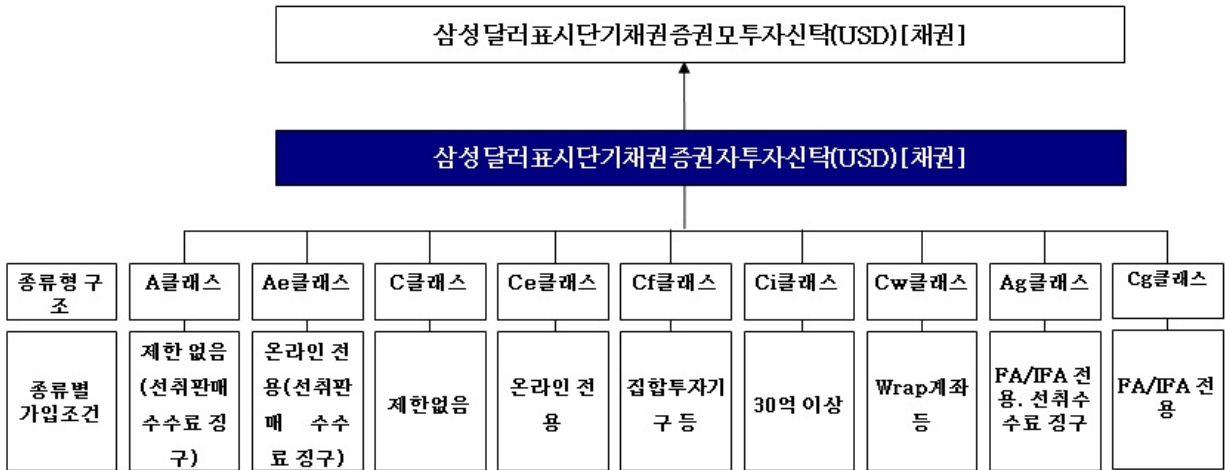 삼성달러표시단기채권증권모투자신탁(USD)[채권]
삼성달러표시단기채권증권자투자신탁(USD)[채권]
종류형 구
조
A클래스
Ae클래스
C클래스
Ce클래스
Cf클래스
Ci클래스
Cw클래스
Ag클래스
Cg클래스
종류별
가입조건
제한 없음
(선취판매
수수료 징
구)
온라인 전
용(선취판
매 수수
료 징구)
제한없음
온라인 전
용
집합투자기
구 등
30억 이상
Wrap계좌
등
FA/IFA 전
용. 선취수
수료 징구
FA/IFA 전
용